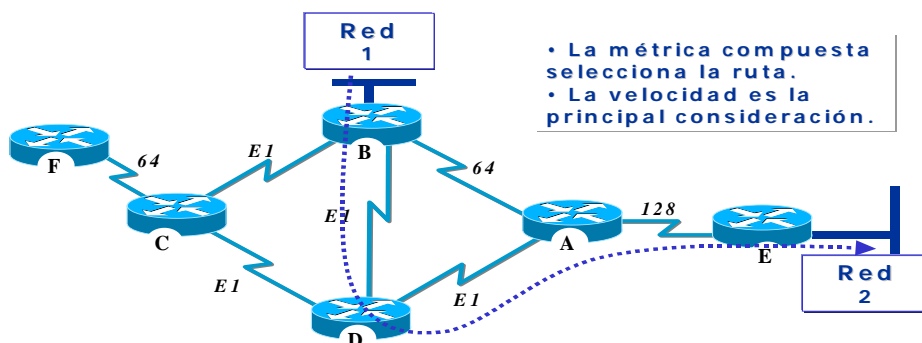 Red
1
• La métrica compuesta
selecciona la ruta.
• La velocidad es la
principal consideración.
F
64
E1
B
64
E1
C
128
A
E
E1
E1
D
Red
2